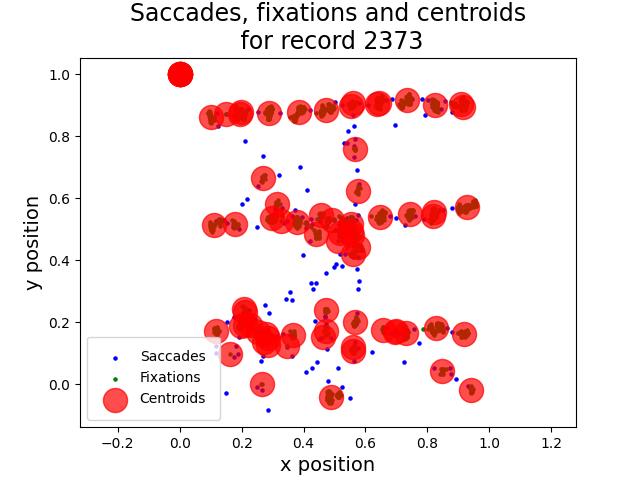 Saccades, fixations and centroids
for record 2373
y position
1.0
0.8
0.6
0.4
0.2
0.0
Saccades
Fixations
Centroids
−0.2 0.0 0.2 0.4 0.6 0.8 1.0 1.2
x position